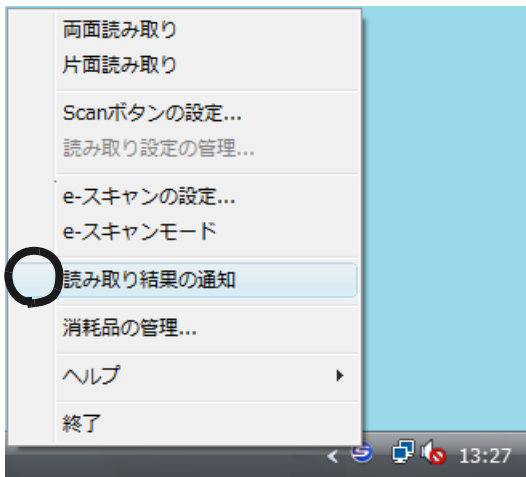 両面読み取り
片面読み取り
Scanボタンの設定...
読み取り設定の管理...
e-スキャンの設定...
e-スキャンモード
読み取り結果の通知
消耗品の管理...
ヘルプ
終了
13:27